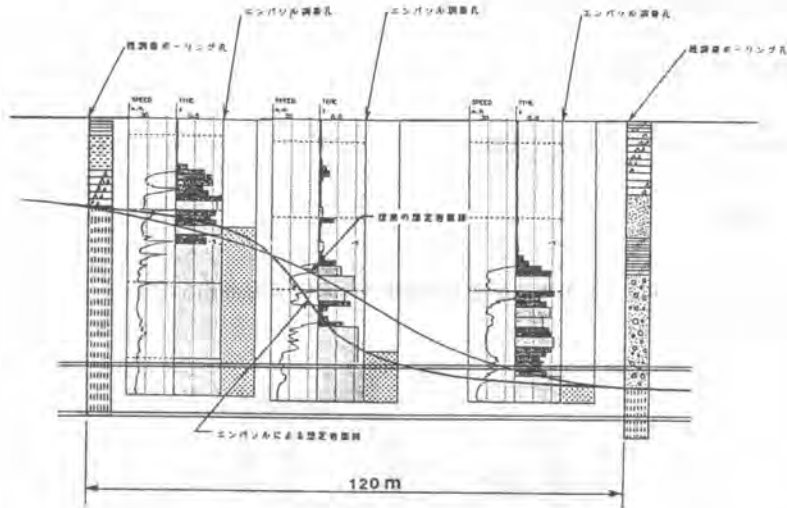 エンパソル調査孔
エンパソル調査孔
エンパソル調査孔
既調査ボーリング孔
既調査ボーリング孔
SPEED
TIME
SPEED
TIME
SPEED
TIME
従来の想定岩盤線
エンパソルによる想定岩盤線
120 m